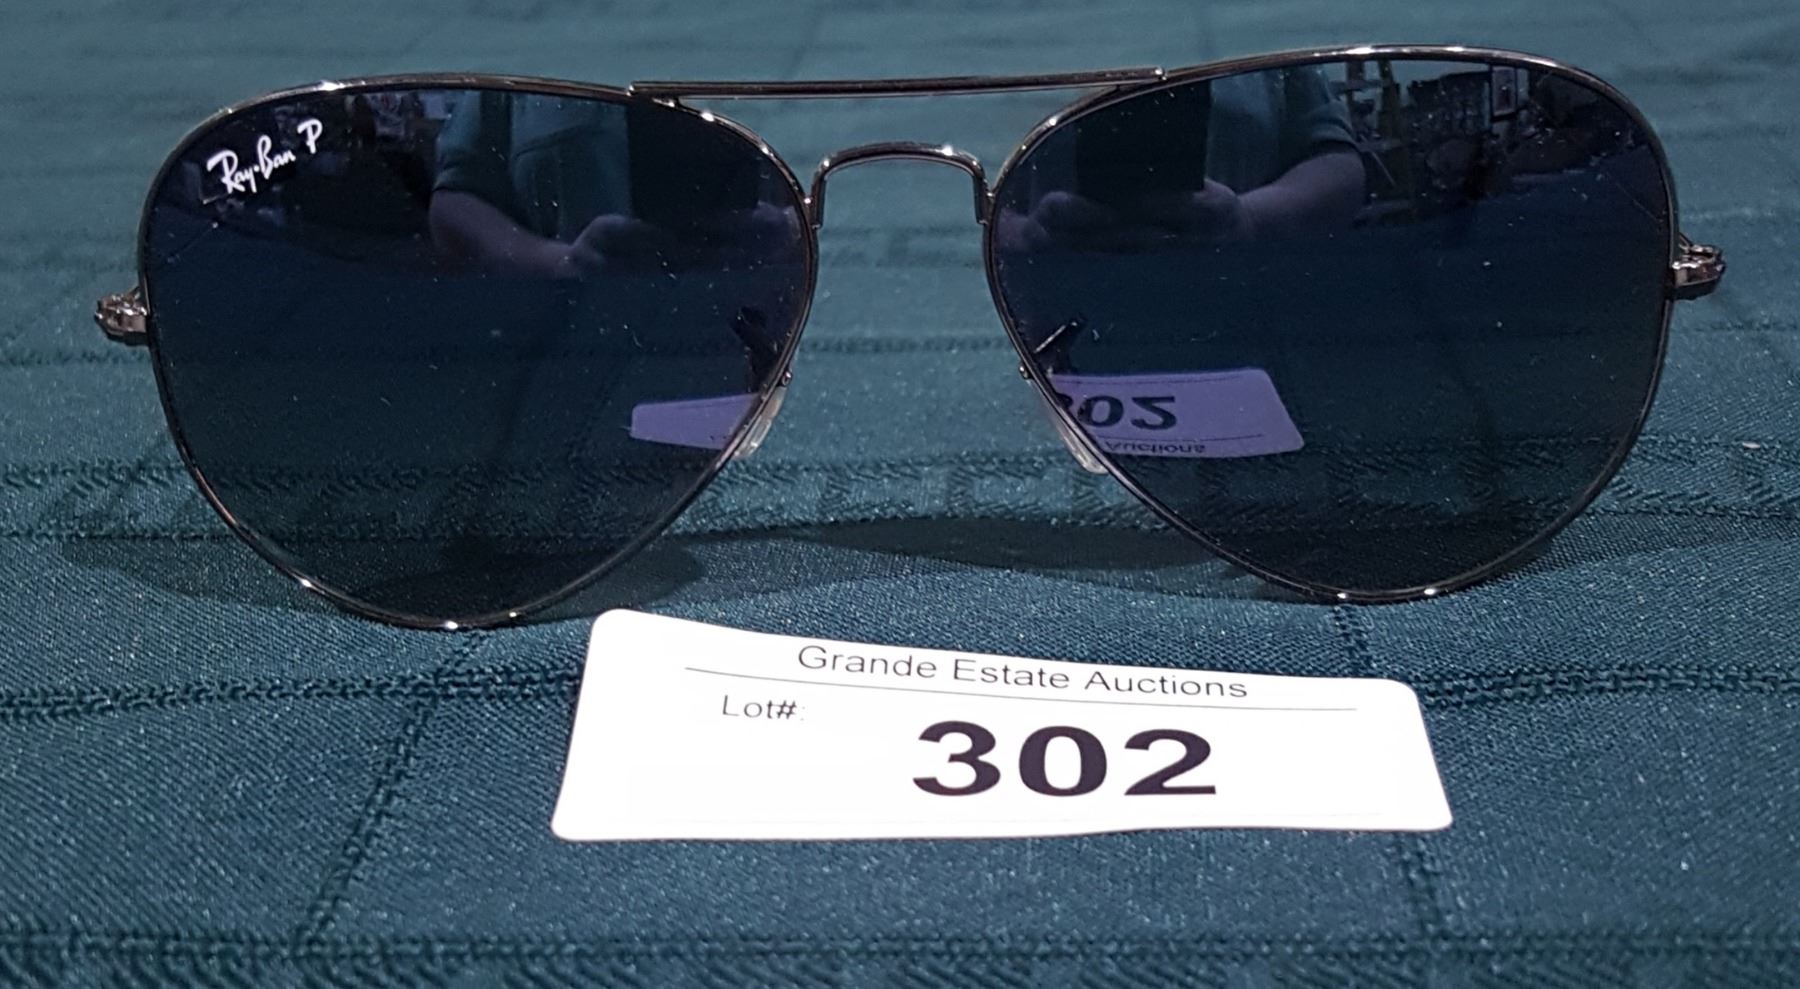 Ray-Ban P
Grande Estate Auctions
Lot#:
302